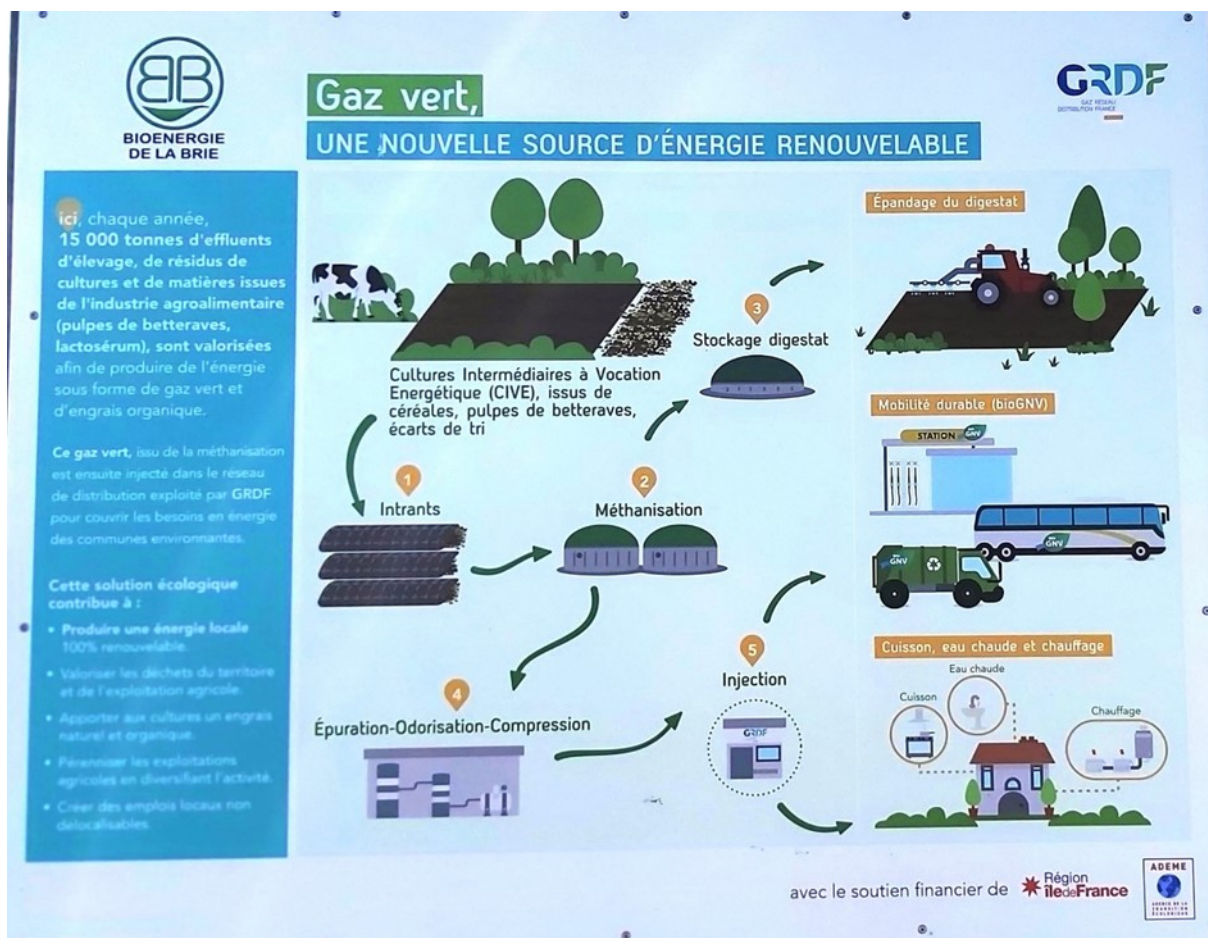 BB
BIOENERGIE
DE LA BRIE
Gaz vert,
UNE NOUVELLE SOURCE D'ÉNERGIE RENOUVELABLE
GRDF
GAZ RÉSEAU
DISTRIBUTION FRANCE
ici, chaque année,
15 000 tonnes d'effluents
d'élevage, de résidus de
cultures et de matières issues
de l'industrie agroalimentaire
(pulpes de betteraves,
lactosérum), sont valorisées
afin de produire de l'énergie
sous forme de gaz vert et
d'engrais organique.
Ce gaz vert, issu de la méthanisation
est ensuite injecté dans le réseau
de distribution exploité par GRDF
pour couvrir les besoins en énergie
des communes environnantes.
Cette solution écologique
contribue à :
• Produire une énergie locale
100% renouvelable.
• Valoriser les déchets du territoire
et de l'exploitation agricole.
• Apporter aux cultures un engrais
naturel et organique.
• Pérenniser les exploitations
agricoles en diversifiant l'activité.
• Créer des emplois locaux non
délocalisables.
Cultures Intermédiaires à Vocation
Energétique (CIVE), issus de
céréales, pulpes de betteraves,
écarts de tri
1
Intrants
2
Méthanisation
3
Stockage digestat
4
Épuration-Odorisation-Compression
5
Injection
GRDF
Épandage du digestat
Mobilité durable (bioGNV)
STATION GNV
GNV
GNV
Cuisson, eau chaude et chauffage
Eau chaude
Cuisson
Chauffage
avec le soutien financier de
Région
îledeFrance
ADEME
AGENCE DE LA
TRANSITION
ÉCOLOGIQUE